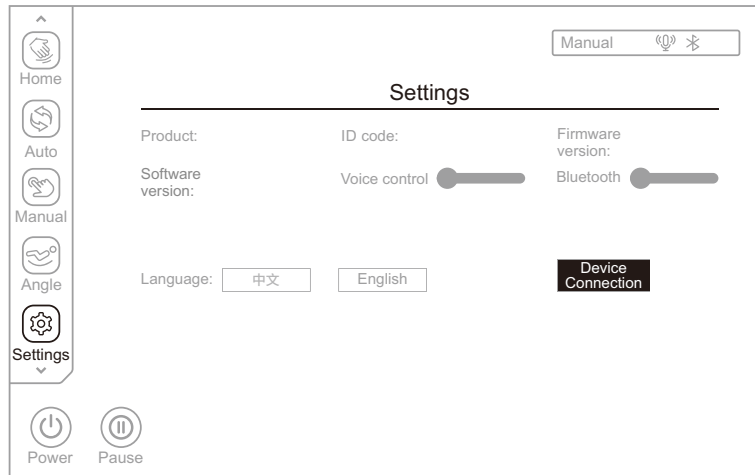 Home
Auto
Manual
Angle
Settings
Power
Pause
Manual
Settings
Product:
ID code:
Firmware
version:
Software
version:
Voice control
Bluetooth
Language:
中文
English
Device
Connection